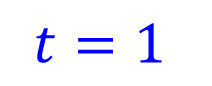 t = 1